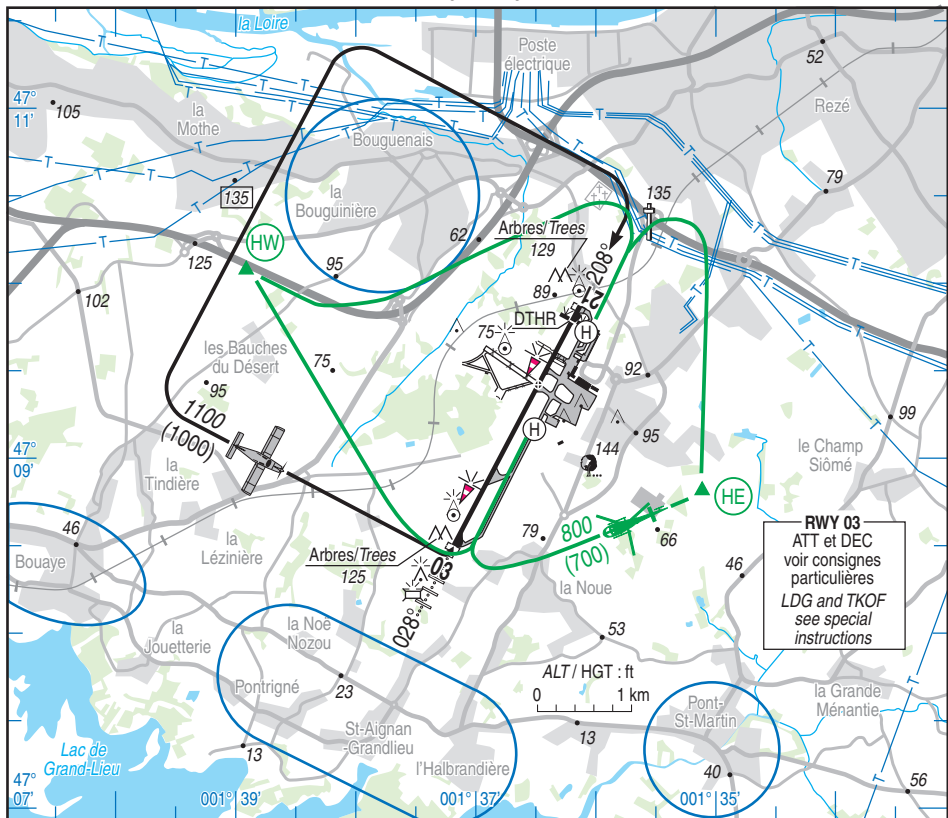 la Loire
Poste
électrique
52
47°
11'
105
la
Mothe
Rezé
Bouguenais
135
la
Bouguinière
79
135
HW
Arbres/Trees
129
62
125
208°
95
102
89
21
DTHR
H
75
les Bauches
du Désert
75
92
95
1100
(1000)
99
H
95
47°
09'
144
le Champ
Siômé
la
Tindière
HE
46
Bouaye
800
(700)
66
79
RWY 03
ATT et DEC
voir consignes
particulières
LDG and TKOF
see special
instructions
la
Lézinière
Arbres/Trees
125
03
46
la Noue
028°
la
Jouetterie
la Noë
Nozou
53
ALT / HGT : ft
0 1 km
23
Pontrigné
Pont-
St-Martin
la Grande
Ménantie
St-Aignan
-Grandlieu
13
13
Lac de
Grand-Lieu
l'Halbrandière
40
56
47°
07'
001° 39'
001° 37'
001° 35'
T
T
T
T
T
T
T
T
T
T
T
T
T
T